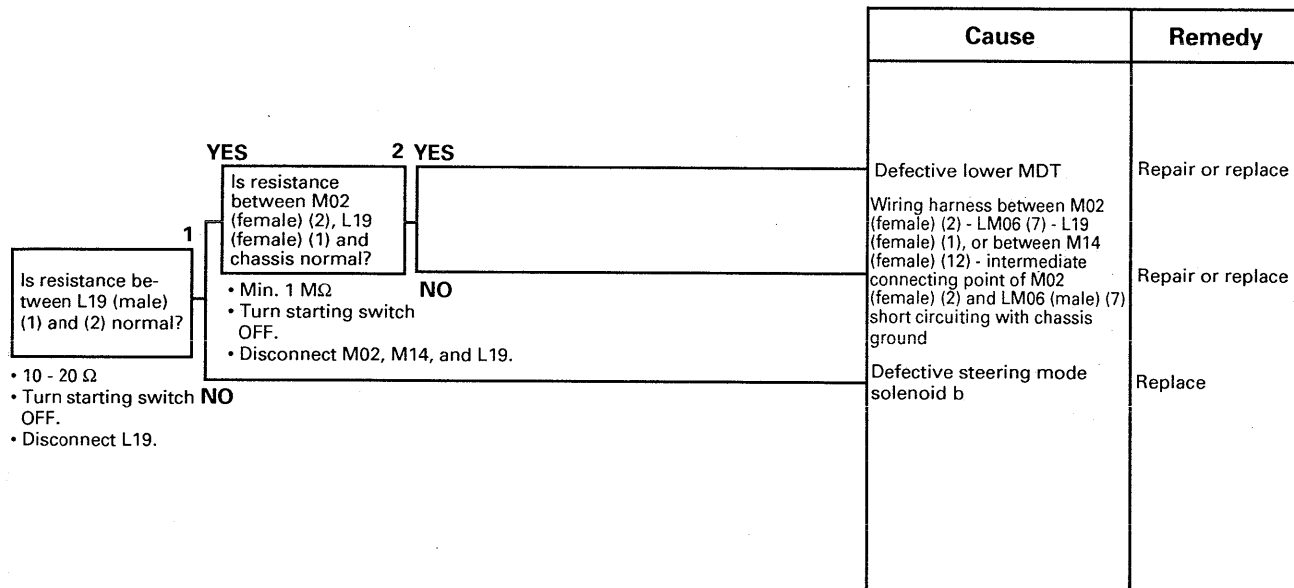 Cause
Remedy
YES
2 YES
Is resistance
between M02
(female) (2), L19
(female) (1) and
chassis normal?
Defective lower MDT
Repair or replace
1
Is resistance be-
tween L19 (male)
(1) and (2) normal?
NO
• Min. 1 MΩ
• Turn starting switch
OFF.
• Disconnect M02, M14, and L19.
Wiring harness between M02
(female) (2) - LM06 (7) - L19
(female) (1), or between M14
(female) (12) - intermediate
connecting point of M02
(female) (2) and LM06 (male) (7)
short circuiting with chassis
ground
Repair or replace
• 10 - 20 Ω
• Turn starting switch
OFF.
• Disconnect L19.
NO
Defective steering mode
solenoid b
Replace